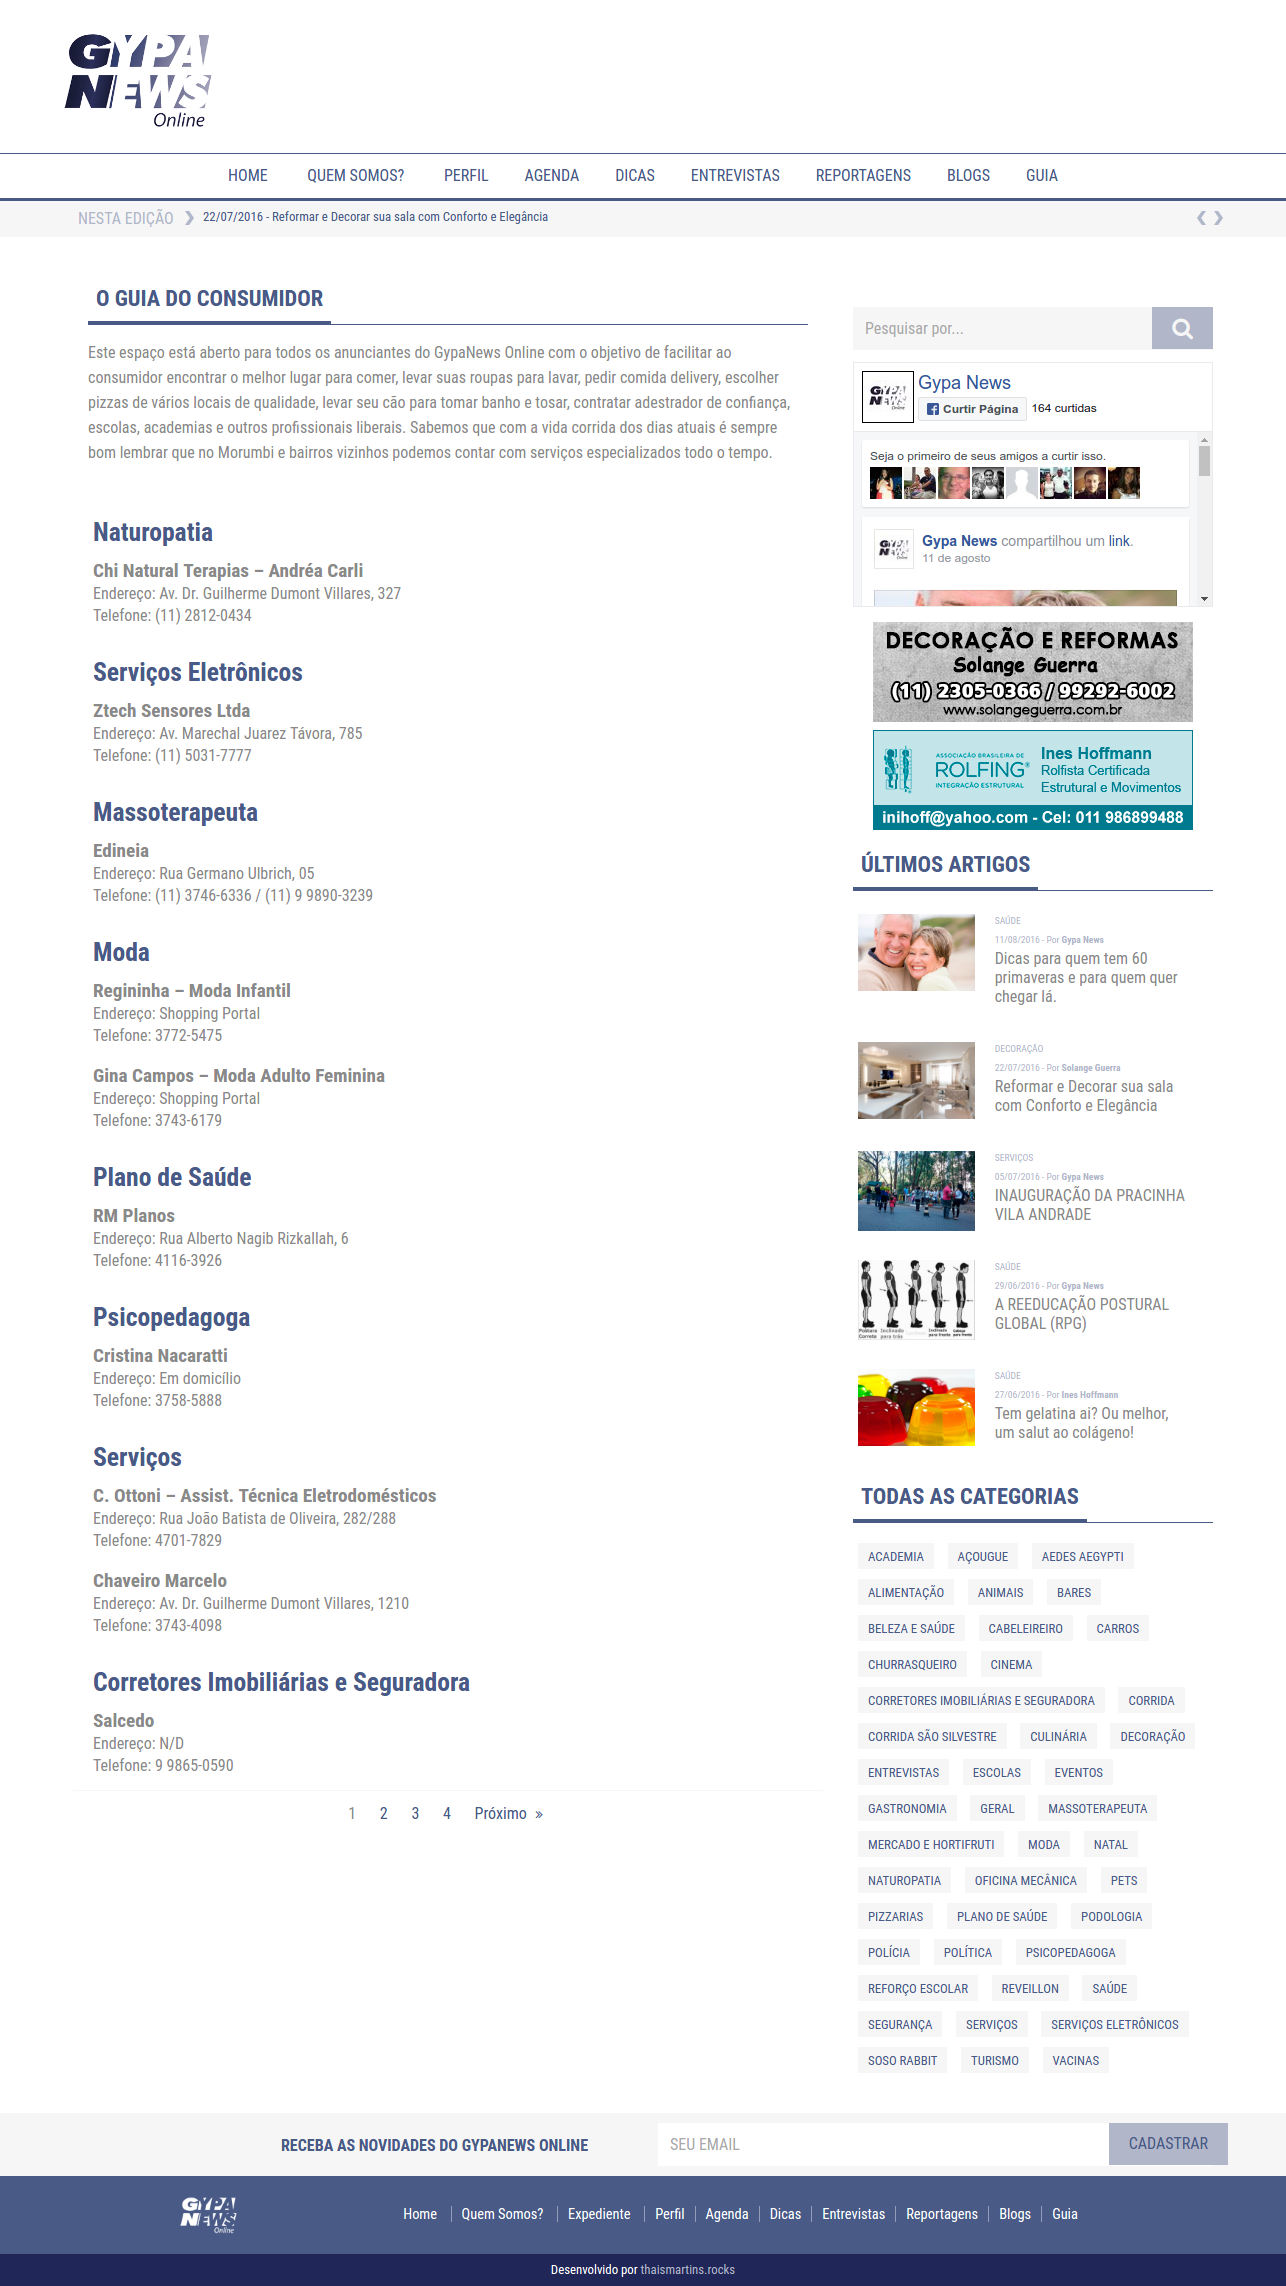 GYPA
NEWS
Online
HOME QUEM SOMOS? PERFIL AGENDA DICAS ENTREVISTAS REPORTAGENS BLOGS GUIA
NESTA EDIÇÃO ❯ 22/07/2016 - Reformar e Decorar sua sala com Conforto e Elegância
O GUIA DO CONSUMIDOR
Este espaço está aberto para todos os anunciantes do GypaNews Online com o objetivo de facilitar ao
consumidor encontrar o melhor lugar para comer, levar suas roupas para lavar, pedir comida delivery, escolher
pizzas de vários locais de qualidade, levar seu cão para tomar banho e tosar, contratar adestrador de confiança,
escolas, academias e outros profissionais liberais. Sabemos que com a vida corrida dos dias atuais é sempre
bom lembrar que no Morumbi e bairros vizinhos podemos contar com serviços especializados todo o tempo.
Naturopatia
Chi Natural Terapias – Andréa Carli
Endereço: Av. Dr. Guilherme Dumont Villares, 327
Telefone: (11) 2812-0434
Serviços Eletrônicos
Ztech Sensores Ltda
Endereço: Av. Marechal Juarez Távora, 785
Telefone: (11) 5031-7777
Massoterapeuta
Edineia
Endereço: Rua Germano Ulbrich, 05
Telefone: (11) 3746-6336 / (11) 9 9890-3239
Moda
Regininha – Moda Infantil
Endereço: Shopping Portal
Telefone: 3772-5475
Gina Campos – Moda Adulto Feminina
Endereço: Shopping Portal
Telefone: 3743-6179
Plano de Saúde
RM Planos
Endereço: Rua Alberto Nagib Rizkallah, 6
Telefone: 4116-3926
Psicopedagoga
Cristina Nacaratti
Endereço: Em domicílio
Telefone: 3758-5888
Serviços
C. Ottoni – Assist. Técnica Eletrodomésticos
Endereço: Rua João Batista de Oliveira, 282/288
Telefone: 4701-7829
Chaveiro Marcelo
Endereço: Av. Dr. Guilherme Dumont Villares, 1210
Telefone: 3743-4098
Corretores Imobiliárias e Seguradora
Salcedo
Endereço: N/D
Telefone: 9 9865-0590
1 2 3 4 Próximo »
Pesquisar por...
GYPA
NEWS
Online
Gypa News
Curtir Página 164 curtidas
Seja o primeiro de seus amigos a curtir isso.
GYPA
NEWS
Online
Gypa News compartilhou um link.
11 de agosto
DECORAÇÃO E REFORMAS
Solange Guerra
(11) 2305-0366 / 99292-6002
www.solangeguerra.com.br
ASSOCIAÇÃO BRASILEIRA DE
ROLFING®
INTEGRAÇÃO ESTRUTURAL
Ines Hoffmann
Rolfista Certificada
Estrutural e Movimentos
inihoff@yahoo.com - Cel: 011 986899488
ÚLTIMOS ARTIGOS
SAÚDE
11/08/2016 - Por Gypa News
Dicas para quem tem 60
primaveras e para quem quer
chegar lá.
DECORAÇÃO
22/07/2016 - Por Solange Guerra
Reformar e Decorar sua sala
com Conforto e Elegância
SERVIÇOS
05/07/2016 - Por Gypa News
INAUGURAÇÃO DA PRACINHA
VILA ANDRADE
Postura Correta
Inclinado para trás
Inclinado para frente
Cabeça para frente
SAÚDE
29/06/2016 - Por Gypa News
A REEDUCAÇÃO POSTURAL
GLOBAL (RPG)
SAÚDE
27/06/2016 - Por Ines Hoffmann
Tem gelatina ai? Ou melhor,
um salut ao colágeno!
TODAS AS CATEGORIAS
ACADEMIA AÇOUGUE AEDES AEGYPTI
ALIMENTAÇÃO ANIMAIS BARES
BELEZA E SAÚDE CABELEIREIRO CARROS
CHURRASQUEIRO CINEMA
CORRETORES IMOBILIÁRIAS E SEGURADORA CORRIDA
CORRIDA SÃO SILVESTRE CULINÁRIA DECORAÇÃO
ENTREVISTAS ESCOLAS EVENTOS
GASTRONOMIA GERAL MASSOTERAPEUTA
MERCADO E HORTIFRUTI MODA NATAL
NATUROPATIA OFICINA MECÂNICA PETS
PIZZARIAS PLANO DE SAÚDE PODOLOGIA
POLÍCIA POLÍTICA PSICOPEDAGOGA
REFORÇO ESCOLAR REVEILLON SAÚDE
SEGURANÇA SERVIÇOS SERVIÇOS ELETRÔNICOS
SOSO RABBIT TURISMO VACINAS
RECEBA AS NOVIDADES DO GYPANEWS ONLINE SEU EMAIL CADASTRAR
GYPA
NEWS
Online
Home Quem Somos? Expediente Perfil Agenda Dicas Entrevistas Reportagens Blogs Guia
Desenvolvido por thaismartins.rocks